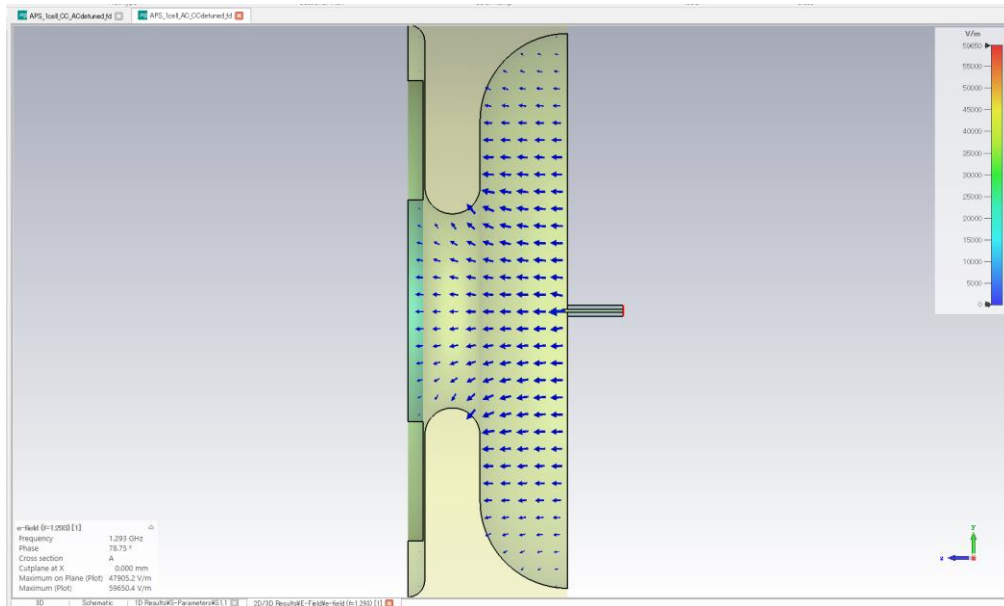 APS_1cell_CC_ACdetuned_td
APS_1cell_AC_CCdetuned_td
V/m
59650
55000
50000
45000
40000
35000
30000
25000
20000
15000
10000
5000
0
e-field (f=1.293) [1]
Frequency 1.293 GHz
Phase 78.75 °
Cross section A
Cutplane at X 0.000 mm
Maximum on Plane (Plot) 47905.2 V/m
Maximum (Plot) 59650.4 V/m
y
z
3D Schematic 1D Results¥S-Parameters¥S1,1 2D/3D Results¥E-Field¥e-field (f=1.293) [1]